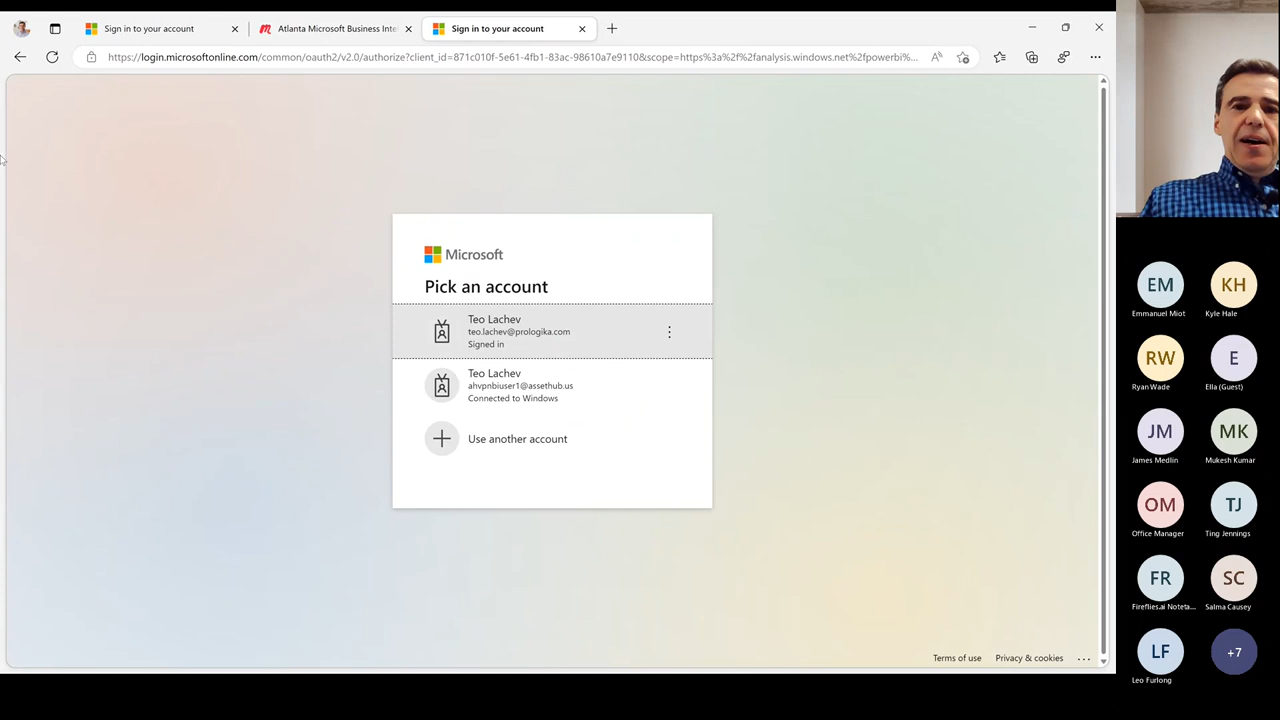 Sign in to your account
Atlanta Microsoft Business Inte
Sign in to your account
https://login.microsoftonline.com/common/oauth2/v2.0/authorize?client_id=871c010f-5e61-4fb1-83ac-98610a7e9110&scope=https%3a%2f%2fanalysis.windows.net%2fpowerbi%...
Microsoft
Pick an account
Teo Lachev
teo.lachev@prologika.com
Signed in
Teo Lachev
ahvpnbiuser1@assethub.us
Connected to Windows
Use another account
Terms of use
Privacy & cookies
EM
Emmanuel Miot
KH
Kyle Hale
RW
Ryan Wade
E
Ella (Guest)
JM
James Medlin
MK
Mukesh Kumar
OM
Office Manager
TJ
Ting Jennings
FR
Fireflies.ai Noteta...
SC
Salma Causey
LF
Leo Furlong
+7